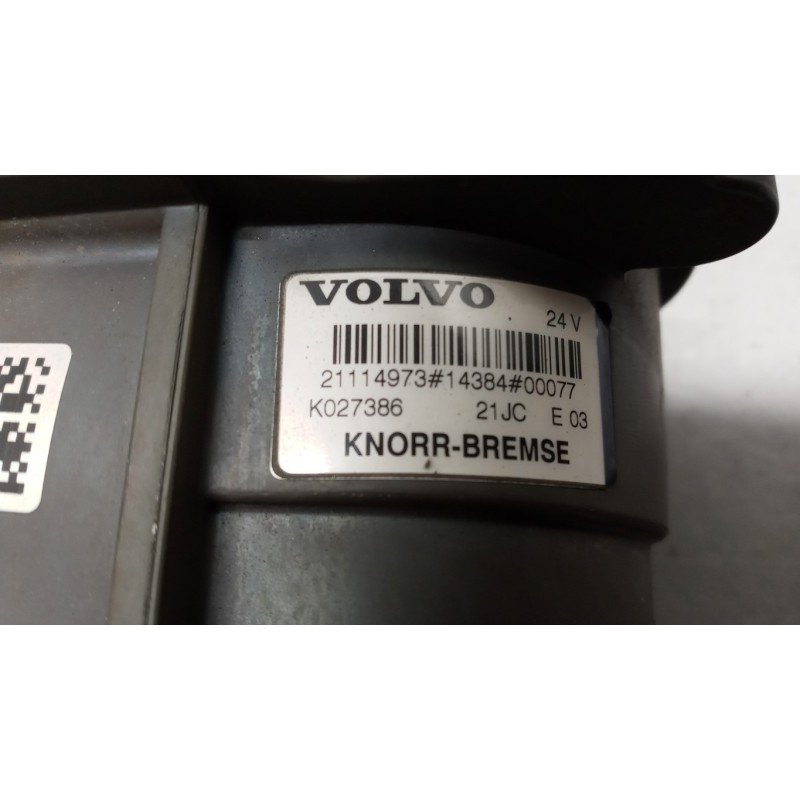 VOLVO
24 V
21114973#14384#00077
K027386 21JC E 03
KNORR-BREMSE